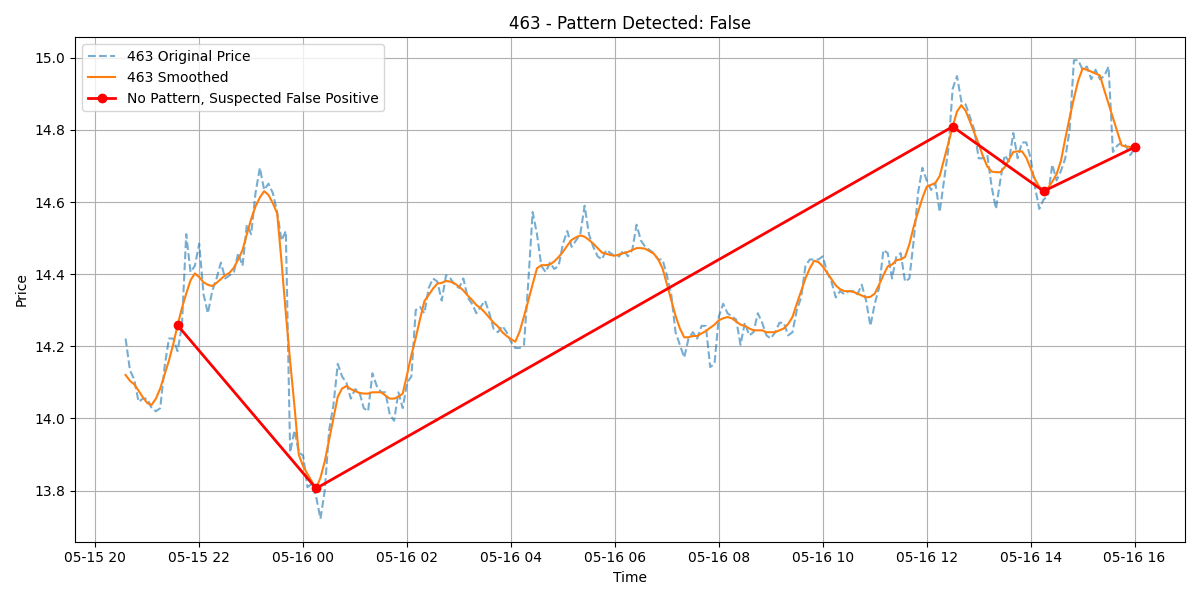 463 - Pattern Detected: False
463 Original Price
463 Smoothed
No Pattern, Suspected False Positive
Price
15.0
14.8
14.6
14.4
14.2
14.0
13.8
05-15 20 05-15 22 05-16 00 05-16 02 05-16 04 05-16 06 05-16 08 05-16 10 05-16 12 05-16 14 05-16 16
Time